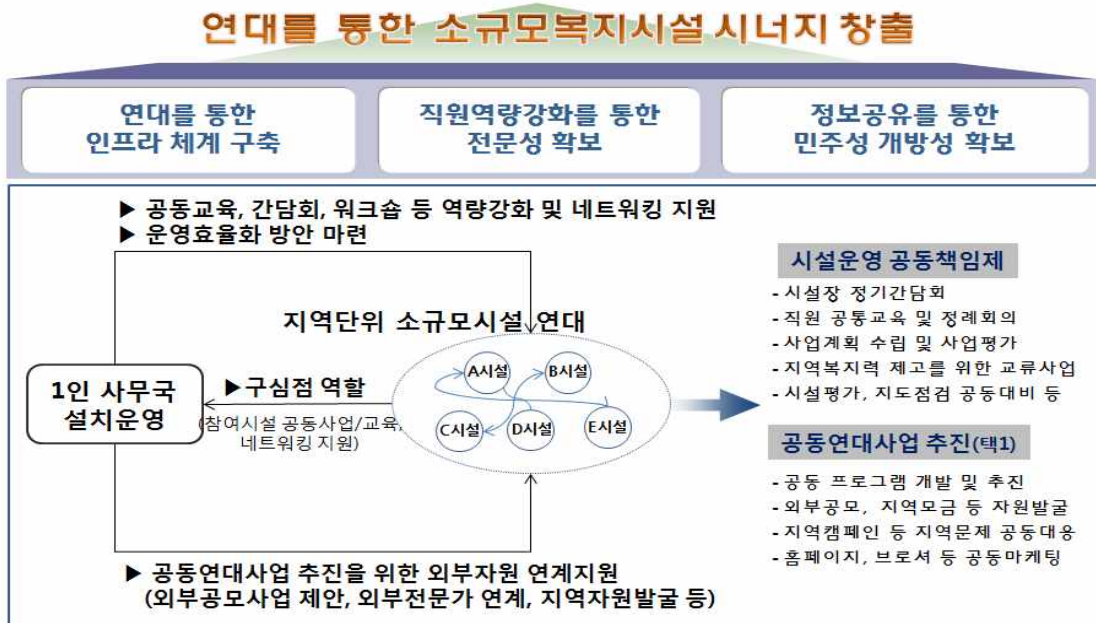 연대를 통한 소규모복지시설 시너지 창출
연대를 통한
인프라 체계 구축
직원역량강화를 통한
전문성 확보
정보공유를 통한
민주성 개방성 확보
▶ 공동교육, 간담회, 워크숍 등 역량강화 및 네트워킹 지원
▶ 운영효율화 방안 마련
지역단위 소규모시설 연대
1인 사무국
설치운영
▶구심점 역할
(참여시설 공동사업/교육,
네트워킹 지원)
A시설
B시설
C시설
D시설
E시설
▶ 공동연대사업 추진을 위한 외부자원 연계지원
(외부공모사업 제안, 외부전문가 연계, 지역자원발굴 등)
시설운영 공동책임제
- 시설장 정기간담회
- 직원 공통교육 및 정례회의
- 사업계획 수립 및 사업평가
- 지역복지력 제고를 위한 교류사업
- 시설평가, 지도점검 공동대비 등
공동연대사업 추진(택1)
- 공동 프로그램 개발 및 추진
- 외부공모, 지역모금 등 자원발굴
- 지역캠페인 등 지역문제 공동대응
- 홈페이지, 브로셔 등 공동마케팅